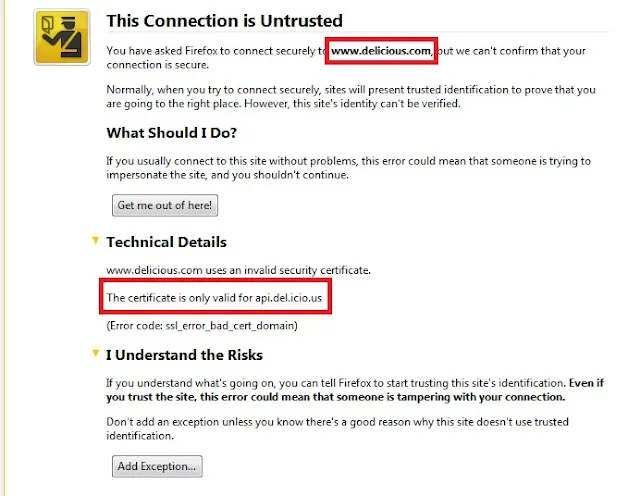 This Connection is Untrusted
You have asked Firefox to connect securely to www.delicious.com, but we can't confirm that your
connection is secure.
Normally, when you try to connect securely, sites will present trusted identification to prove that you
are going to the right place. However, this site's identity can't be verified.
What Should I Do?
If you usually connect to this site without problems, this error could mean that someone is trying to
impersonate the site, and you shouldn't continue.
Get me out of here!
Technical Details
www.delicious.com uses an invalid security certificate.
The certificate is only valid for api.del.icio.us
(Error code: ssl_error_bad_cert_domain)
I Understand the Risks
If you understand what's going on, you can tell Firefox to start trusting this site's identification. Even if
you trust the site, this error could mean that someone is tampering with your connection.
Don't add an exception unless you know there's a good reason why this site doesn't use trusted
identification.
Add Exception...